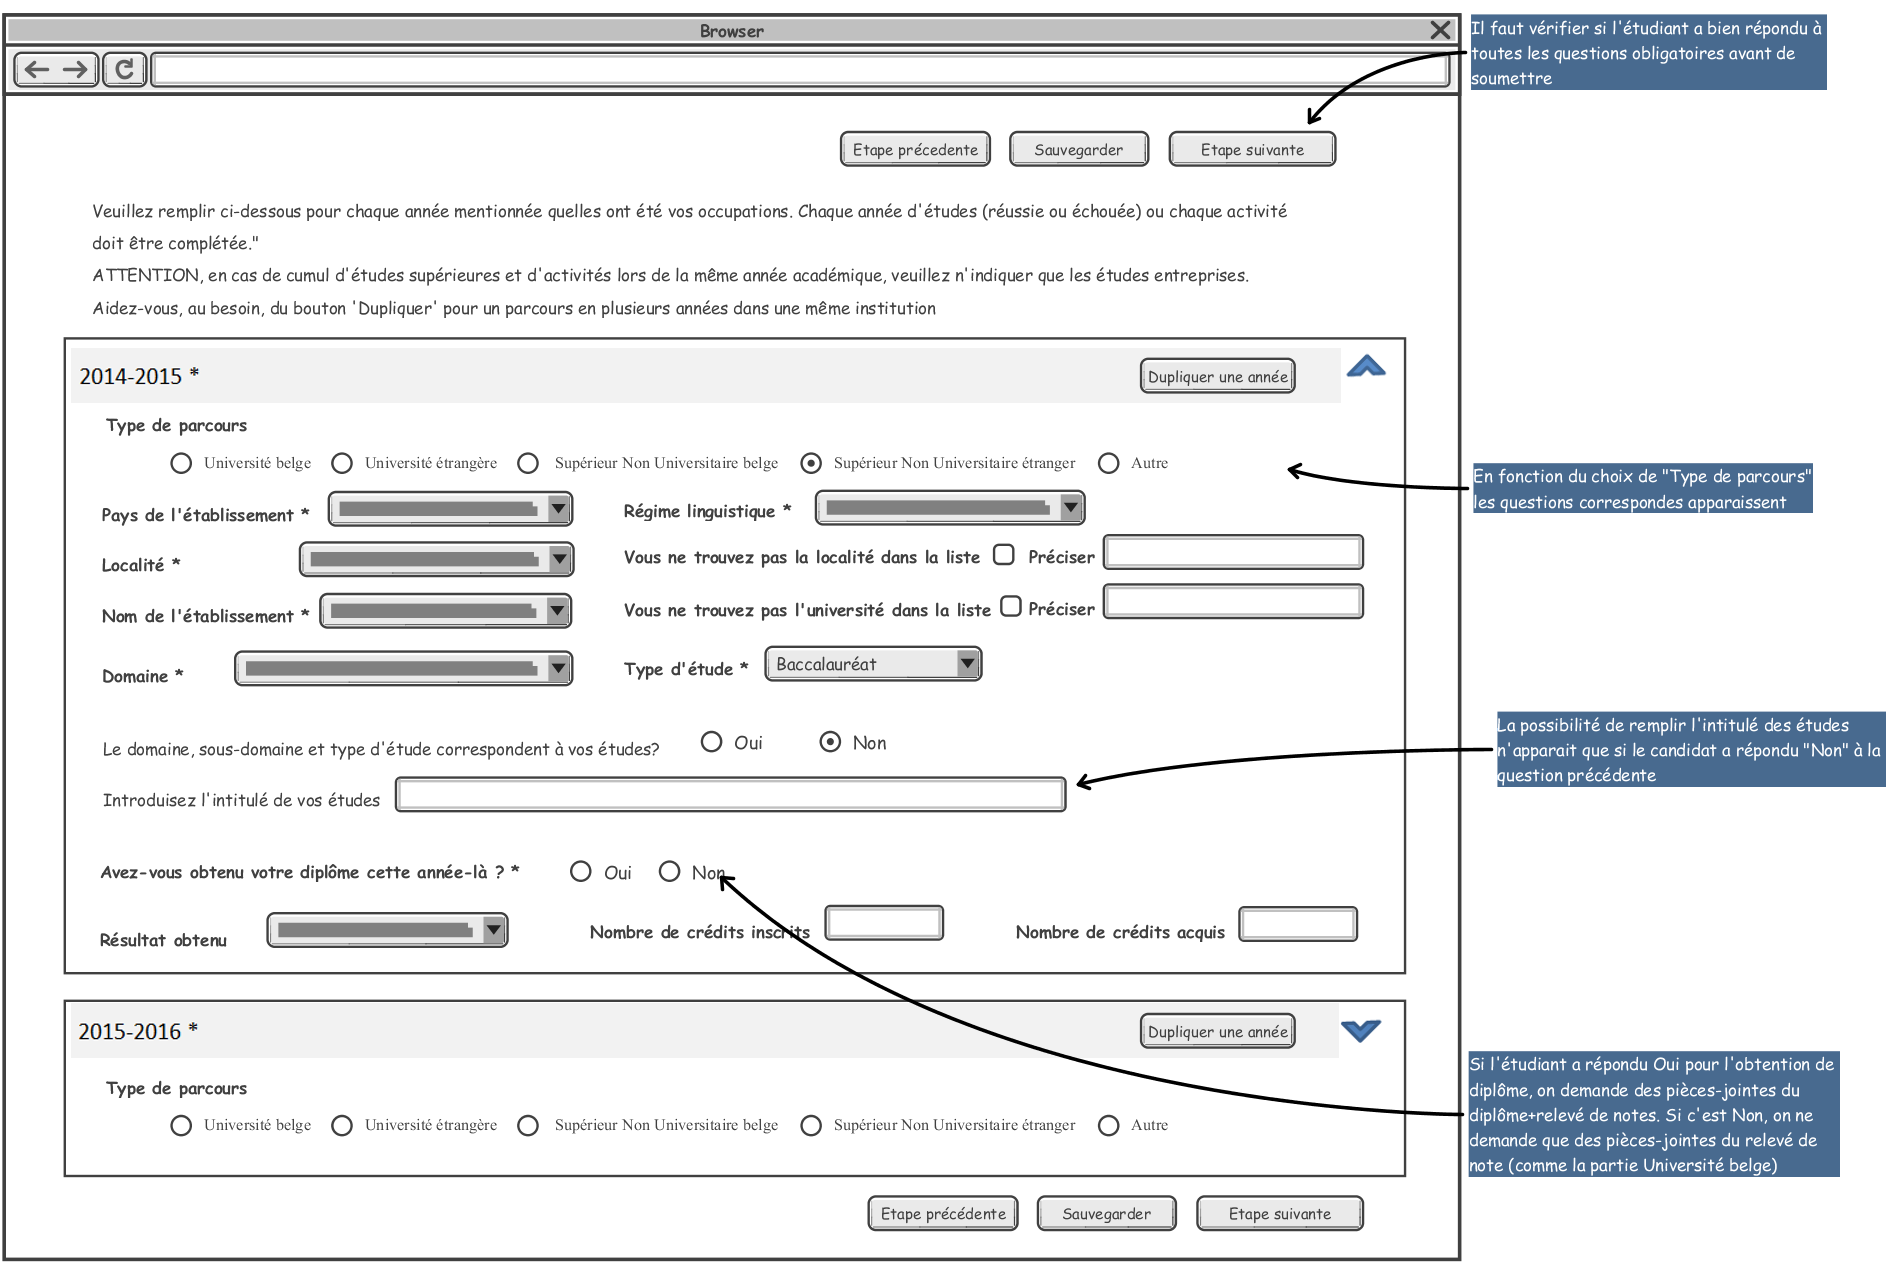 Browser
Il faut vérifier si l'étudiant a bien répondu à
toutes les questions obligatoires avant de
soumettre
Etape précedente
Sauvegarder
Etape suivante
Veuillez remplir ci-dessous pour chaque année mentionnée quelles ont été vos occupations. Chaque année d'études (réussie ou échouée) ou chaque activité
doit être complétée."
ATTENTION, en cas de cumul d'études supérieures et d'activités lors de la même année académique, veuillez n'indiquer que les études entreprises.
Aidez-vous, au besoin, du bouton 'Dupliquer' pour un parcours en plusieurs années dans une même institution
2014-2015 *
Dupliquer une année
Type de parcours
Université belge
Université étrangère
Supérieur Non Universitaire belge
Supérieur Non Universitaire étranger
Autre
En fonction du choix de "Type de parcours"
les questions correspondes apparaissent
Pays de l'établissement *
Régime linguistique *
Localité *
Vous ne trouvez pas la localité dans la liste
Préciser
Nom de l'établissement *
Vous ne trouvez pas l'université dans la liste
Préciser
Domaine *
Type d'étude *
Baccalauréat
Le domaine, sous-domaine et type d'étude correspondent à vos études?
Oui
Non
La possibilité de remplir l'intitulé des études
n'apparait que si le candidat a répondu "Non" à la
question précédente
Introduisez l'intitulé de vos études
Avez-vous obtenu votre diplôme cette année-là ? *
Oui
Non
Résultat obtenu
Nombre de crédits inscrits
Nombre de crédits acquis
2015-2016 *
Dupliquer une année
Type de parcours
Université belge
Université étrangère
Supérieur Non Universitaire belge
Supérieur Non Universitaire étranger
Autre
Si l'étudiant a répondu Oui pour l'obtention de
diplôme, on demande des pièces-jointes du
diplôme+relevé de notes. Si c'est Non, on ne
demande que des pièces-jointes du relevé de
note (comme la partie Université belge)
Etape précédente
Sauvegarder
Etape suivante